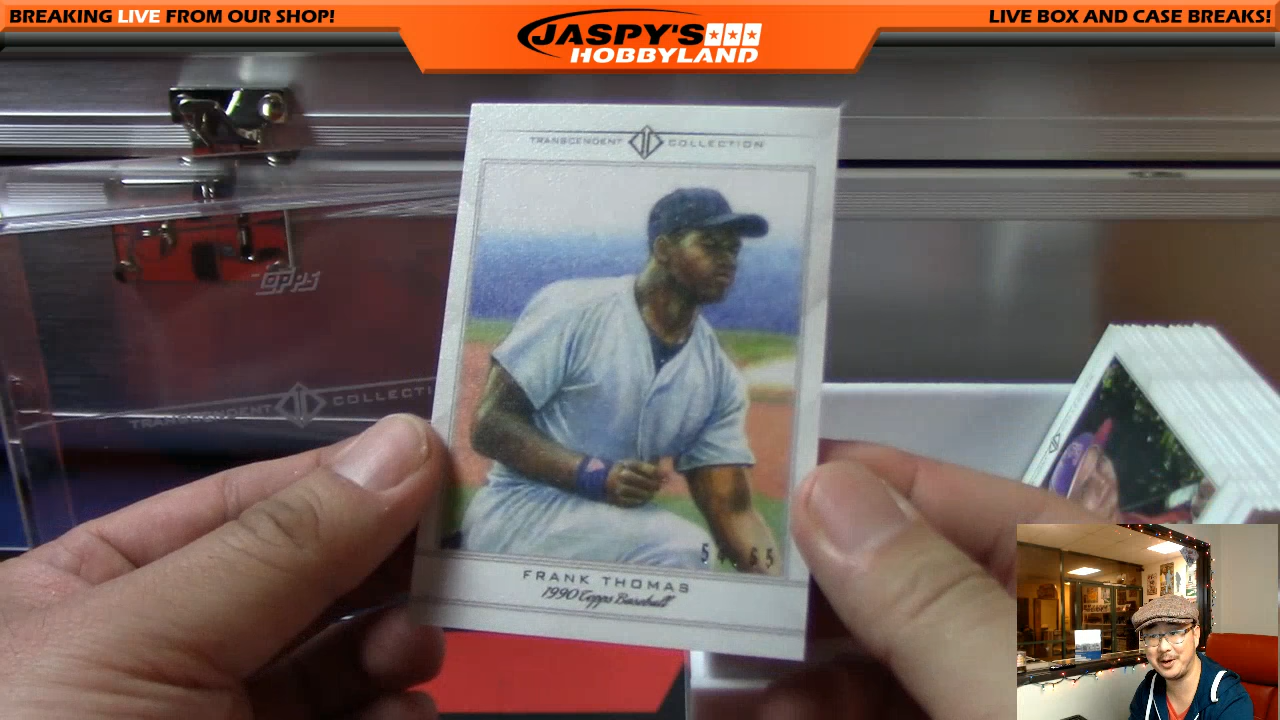 BREAKING LIVE FROM OUR SHOP!
JASPY'S
HOBBYLAND
LIVE BOX AND CASE BREAKS!
TRANSCENDENT COLLECTION
topps
TRANSCENDENT COLLECTI
FRANK THOMAS
1990 Topps Baseball